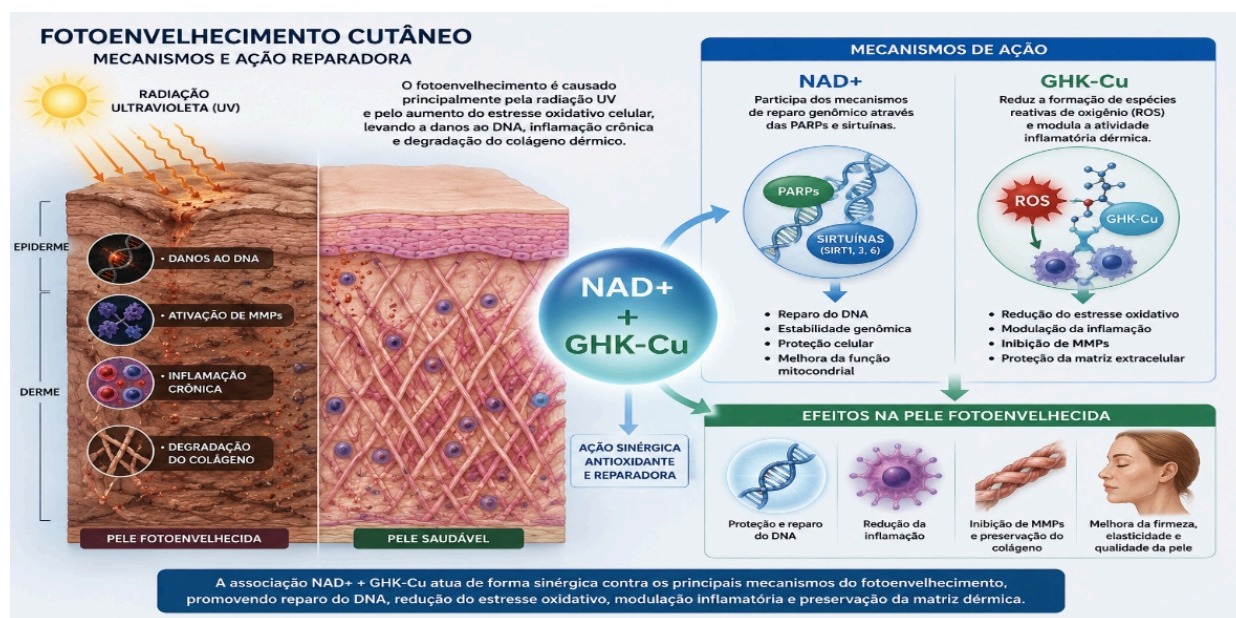 FOTOENVELHECIMENTO CUTÂNEO
MECANISMOS E AÇÃO REPARADORA
RADIAÇÃO
ULTRAVIOLETA (UV)
O fotoenvelhecimento é causado
principalmente pela radiação UV
e pelo aumento do estresse oxidativo celular,
levando a danos ao DNA, inflamação crônica
e degradação do colágeno dérmico.
EPIDERME
DERME
• DANOS AO DNA
• ATIVAÇÃO DE MMPs
• INFLAMAÇÃO
CRÔNICA
• DEGRADAÇÃO
DO COLÁGENO
PELE FOTOENVELHECIDA
PELE SAUDÁVEL
NAD+
+
GHK-Cu
AÇÃO SINÉRGICA
ANTIOXIDANTE
E REPARADORA
MECANISMOS DE AÇÃO
NAD+
Participa dos mecanismos
de reparo genômico através
das PARPs e sirtuínas.
PARPs
SIRTUÍNAS
(SIRT1, 3, 6)
• Reparo do DNA
• Estabilidade genômica
• Proteção celular
• Melhora da função
mitocondrial
GHK-Cu
Reduz a formação de espécies
reativas de oxigênio (ROS)
e modula a atividade
inflamatória dérmica.
ROS
GHK-Cu
• Redução do estresse oxidativo
• Modulação da inflamação
• Inibição de MMPs
• Proteção da matriz extracelular
EFEITOS NA PELE FOTOENVELHECIDA
Proteção e reparo
do DNA
Redução da
inflamação
Inibição de MMPs
e preservação do
colágeno
Melhora da firmeza,
elasticidade e
qualidade da pele
A associação NAD+ + GHK-Cu atua de forma sinérgica contra os principais mecanismos do fotoenvelhecimento,
promovendo reparo do DNA, redução do estresse oxidativo, modulação inflamatória e preservação da matriz dérmica.